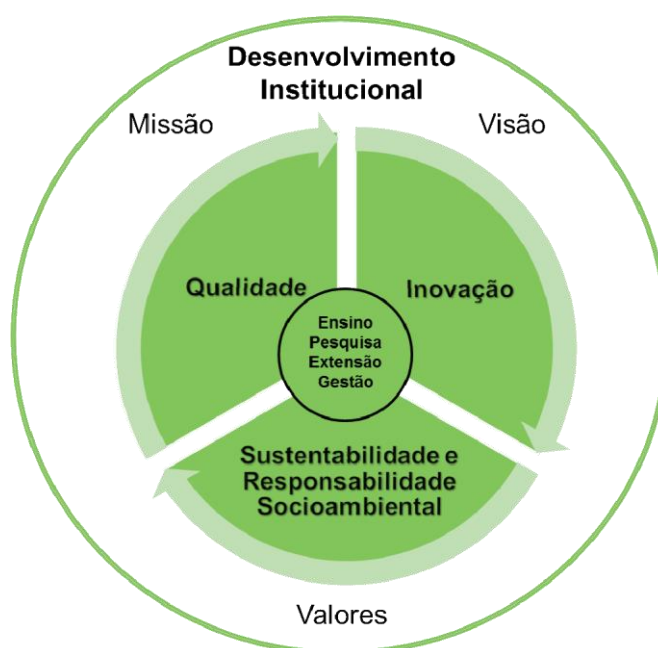 Desenvolvimento
Institucional
Missão
Visão
Qualidade
Inovação
Ensino
Pesquisa
Extensão
Gestão
Sustentabilidade e
Responsabilidade
Socioambiental
Valores